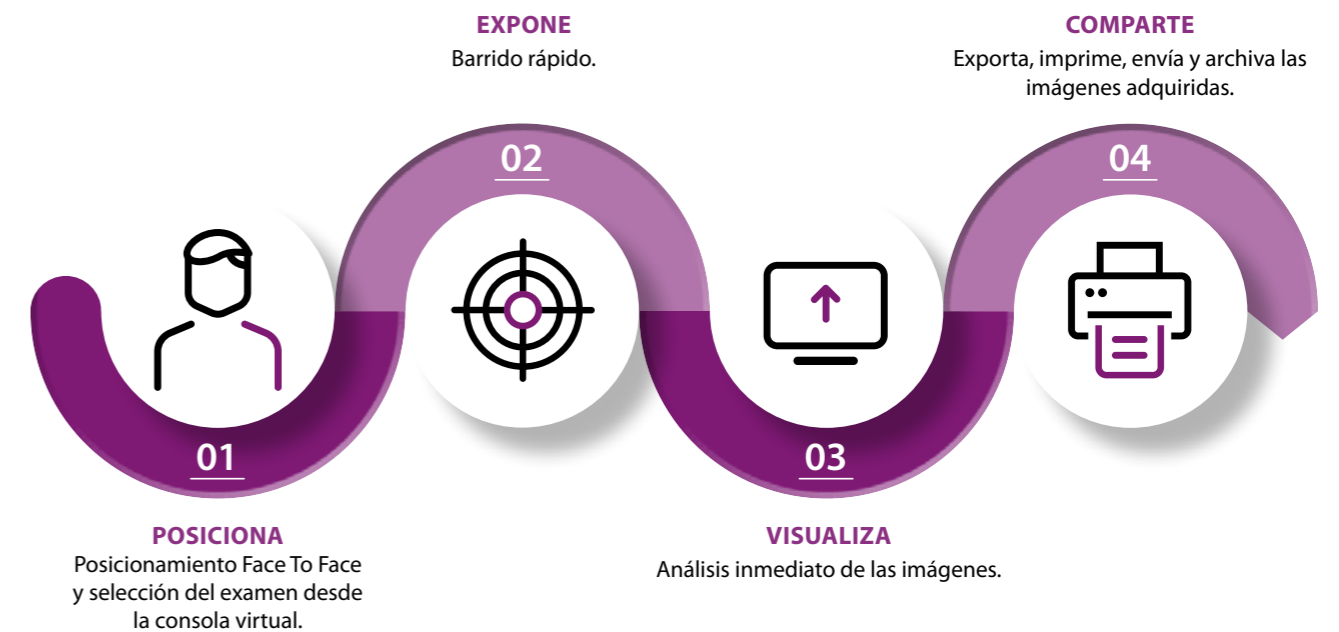 01
POSICIONA
Posicionamiento Face To Face
y selección del examen desde
la consola virtual.
EXPONE
Barrido rápido.
02
03
VISUALIZA
Análisis inmediato de las imágenes.
COMPARTE
Exporta, imprime, envía y archiva las
imágenes adquiridas.
04